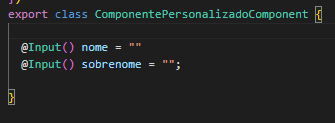 export class ComponentePersonalizadoComponent {
@Input() nome = ""
@Input() sobrenome = "";
}